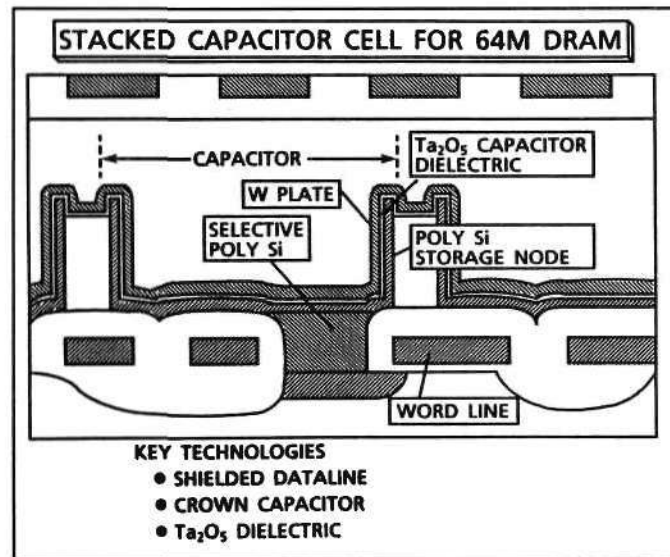 STACKED CAPACITOR CELL FOR 64M DRAM
CAPACITOR
Ta₂O₅ CAPACITOR
DIELECTRIC
W PLATE
SELECTIVE
POLY Si
POLY Si
STORAGE NODE
WORD LINE
KEY TECHNOLOGIES
● SHIELDED DATALINE
● CROWN CAPACITOR
● Ta₂O₅ DIELECTRIC